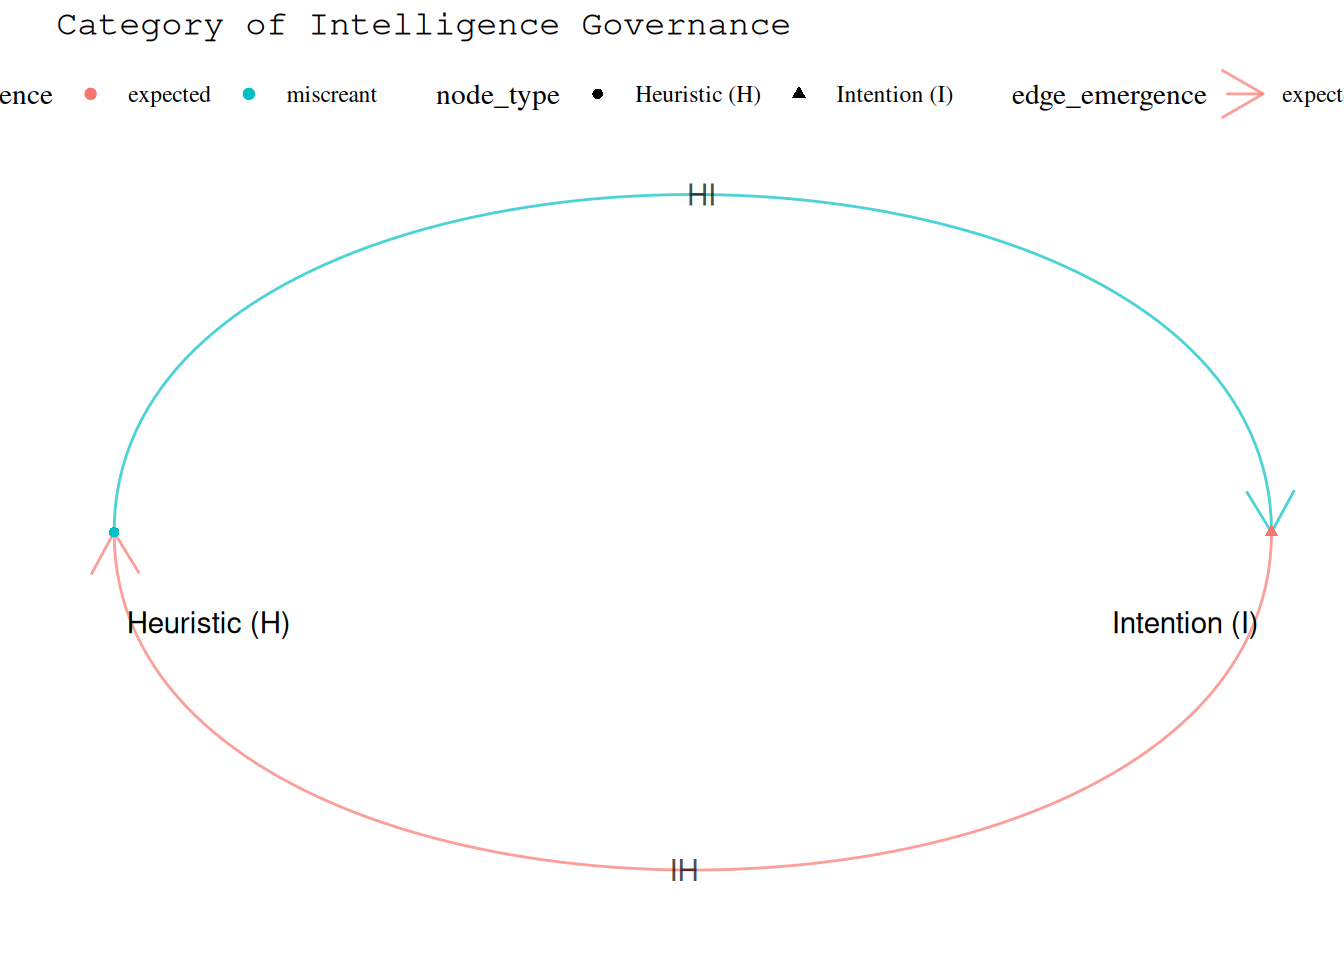 Category of Intelligence Governance
ence expected miscreant node_type Heuristic (H) Intention (I) edge_emergence expect
HI
Heuristic (H) Intention (I)
IH